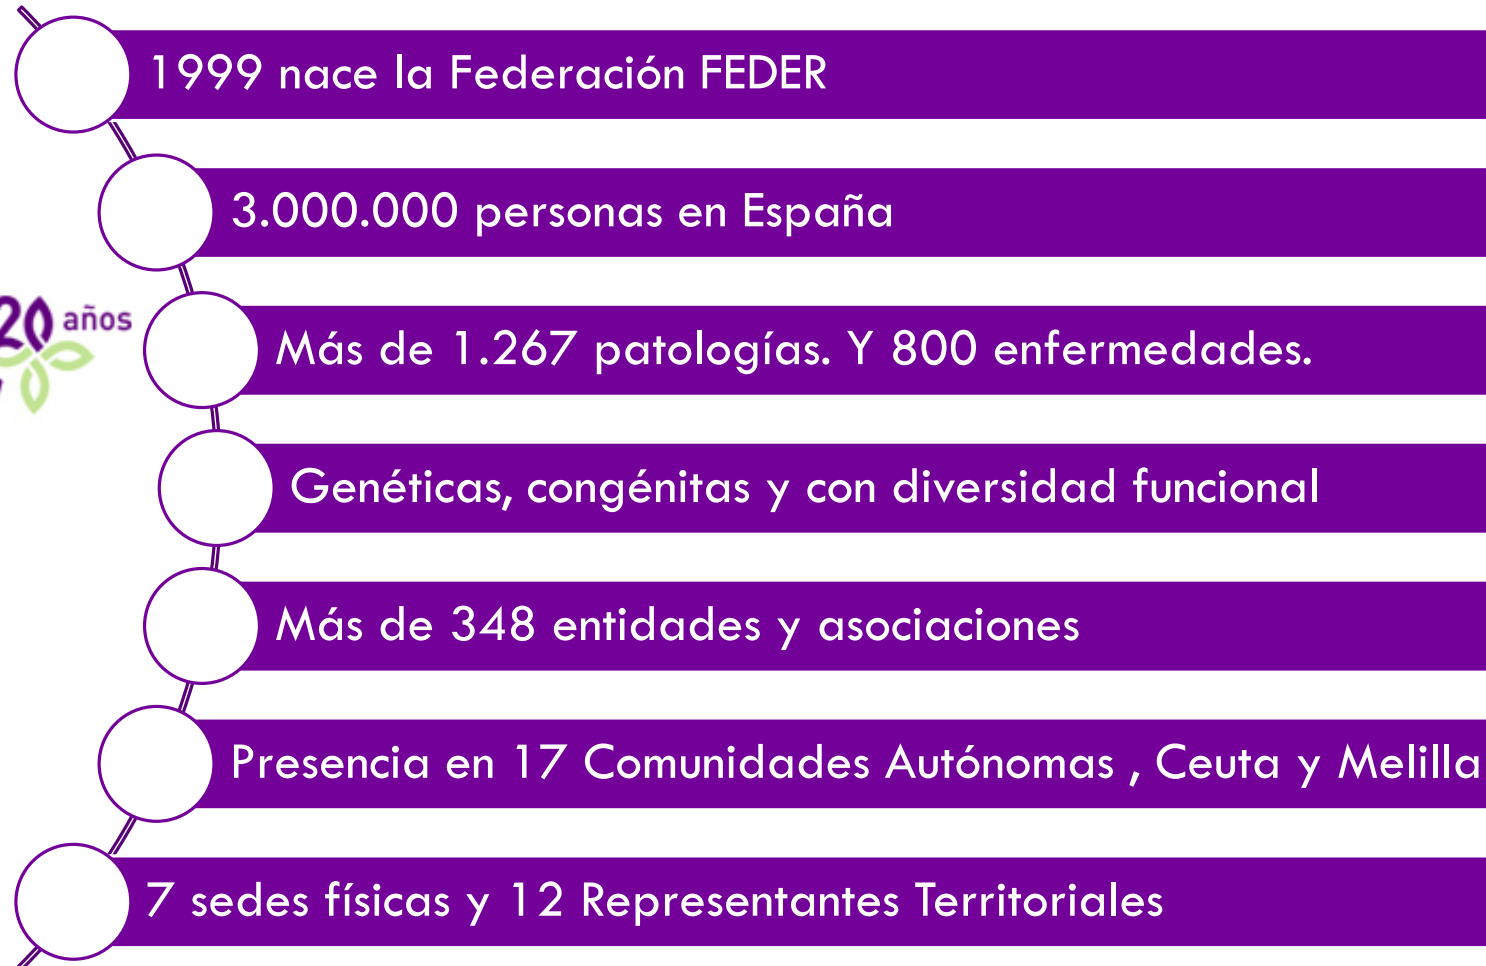 1999 nace la Federación FEDER
3.000.000 personas en España
20 años
Más de 1.267 patologías. Y 800 enfermedades.
Genéticas, congénitas y con diversidad funcional
Más de 348 entidades y asociaciones
Presencia en 17 Comunidades Autónomas , Ceuta y Melilla
7 sedes físicas y 12 Representantes Territoriales